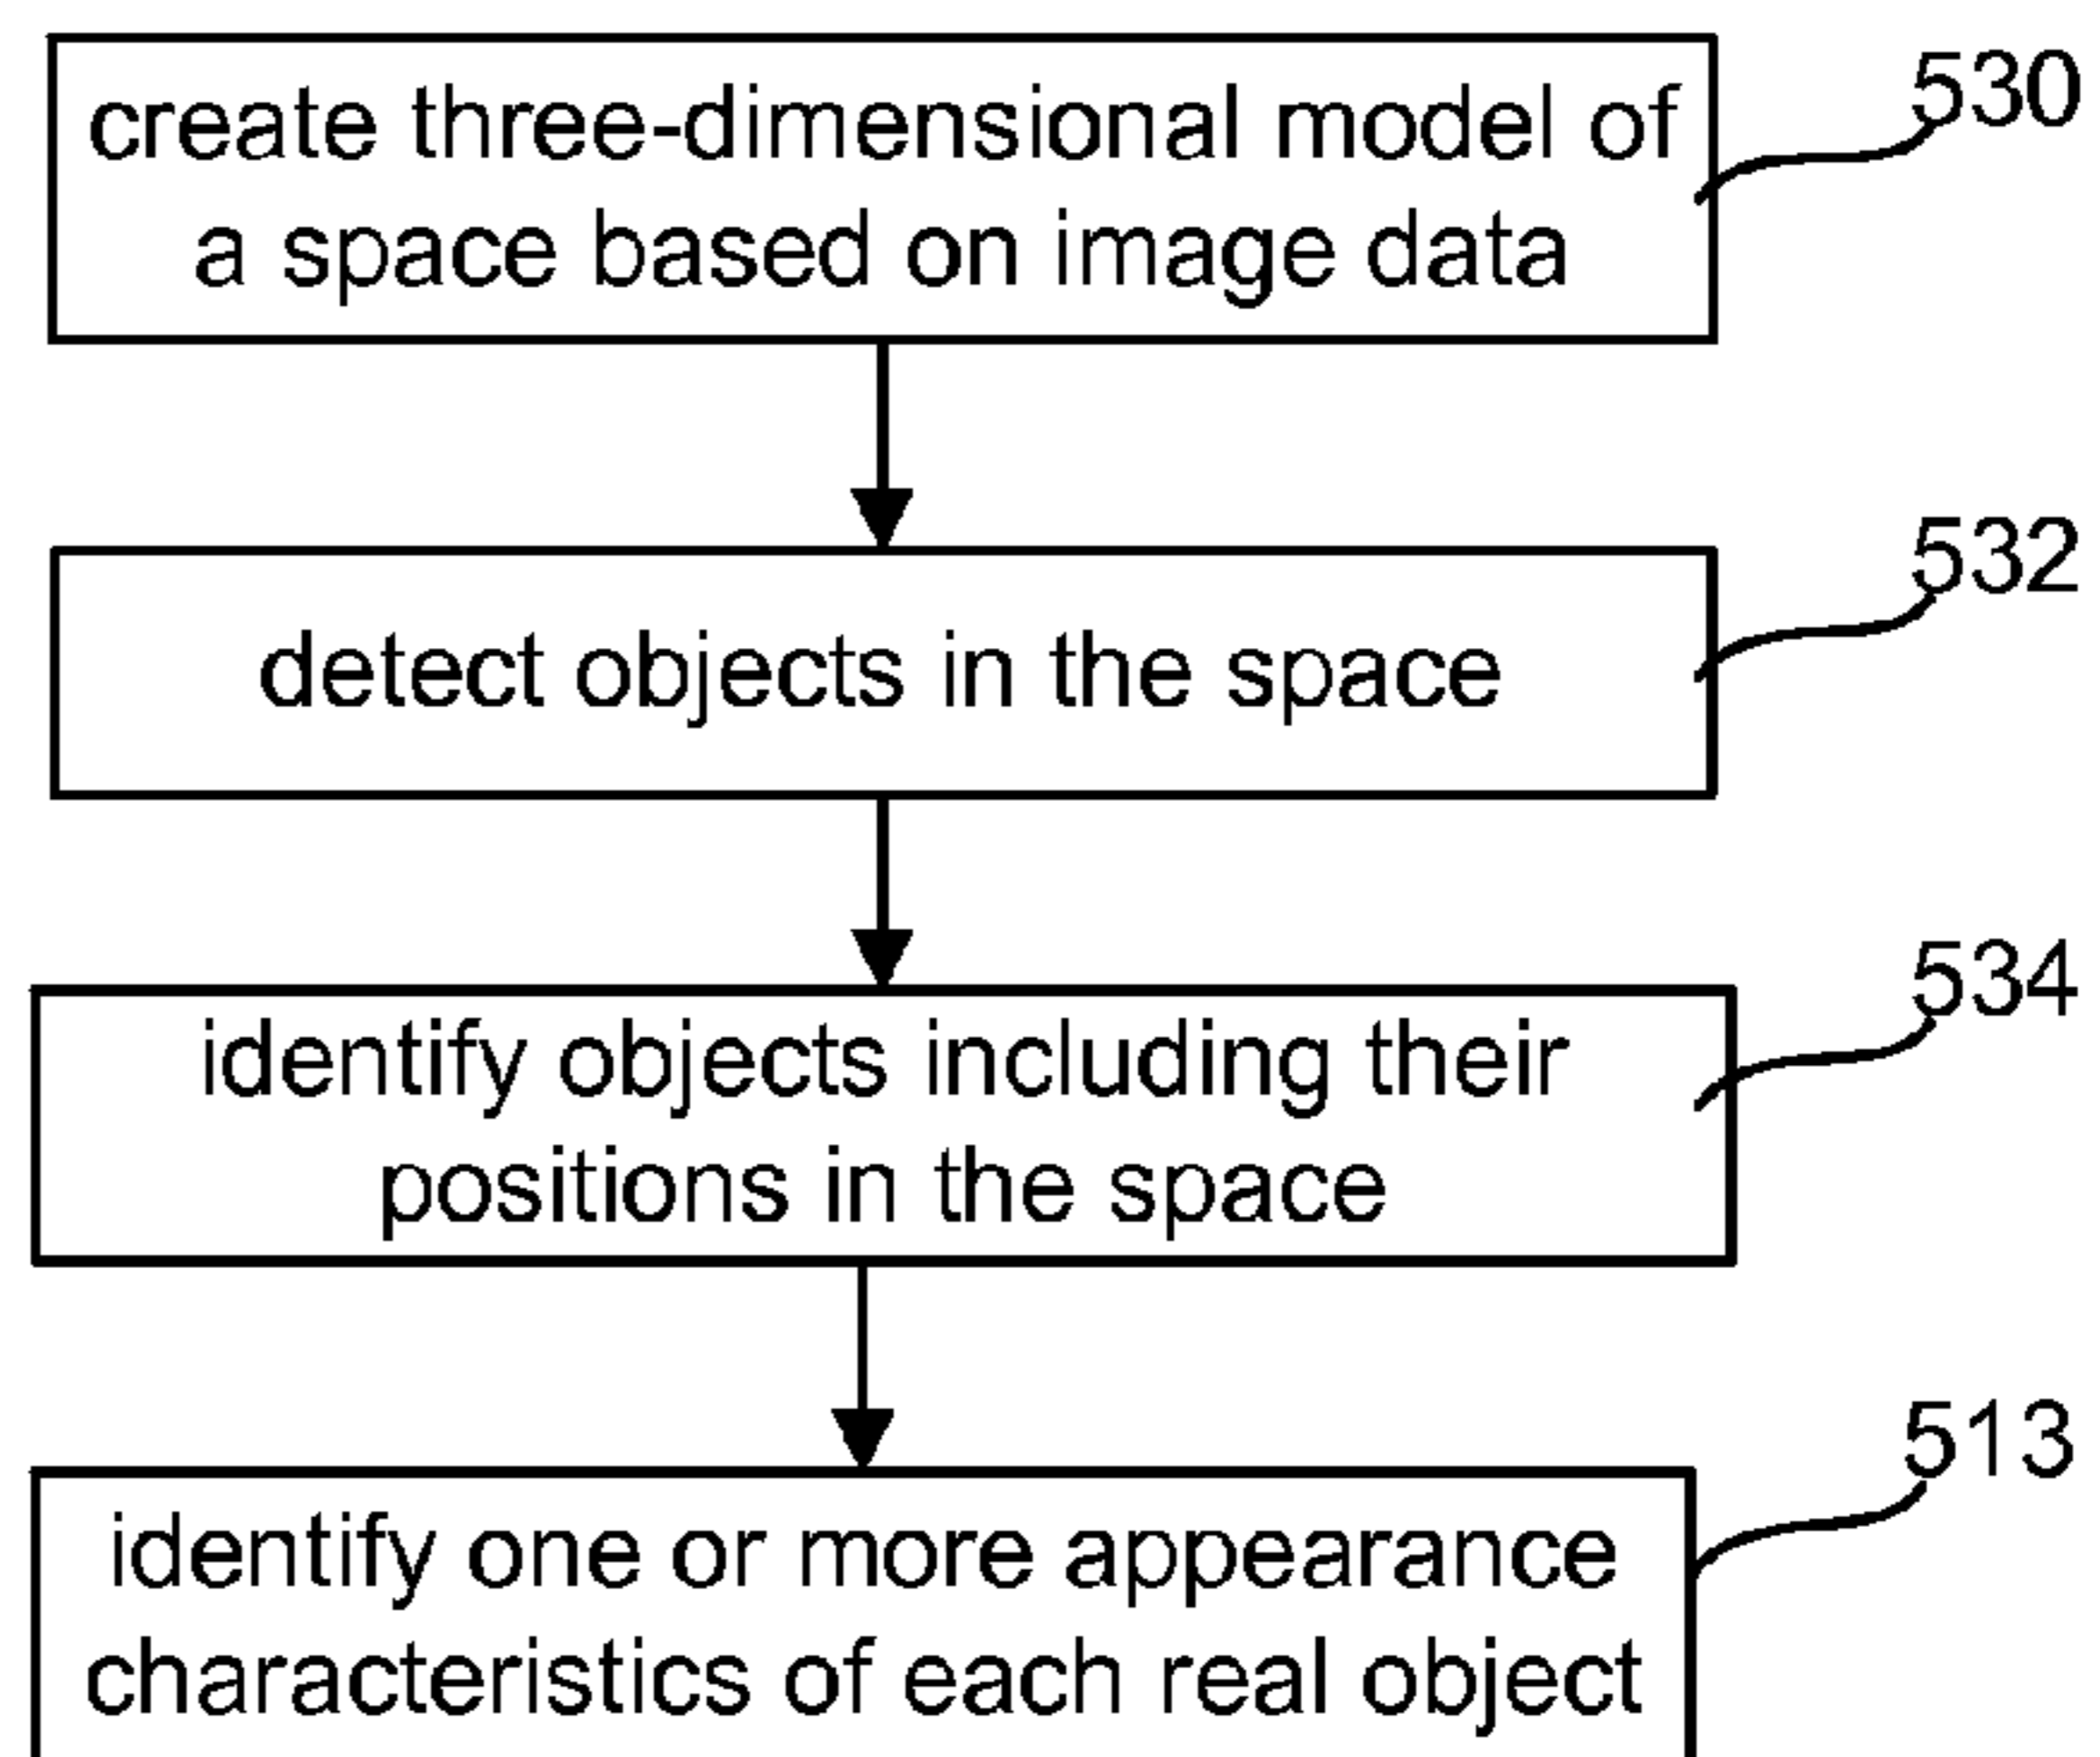 create three-dimensional model of
530
a space based on image data
532
detect objects in the space
534
identify objects including their
positions in the space
513
identify one or more appearance
characteristics of each real object